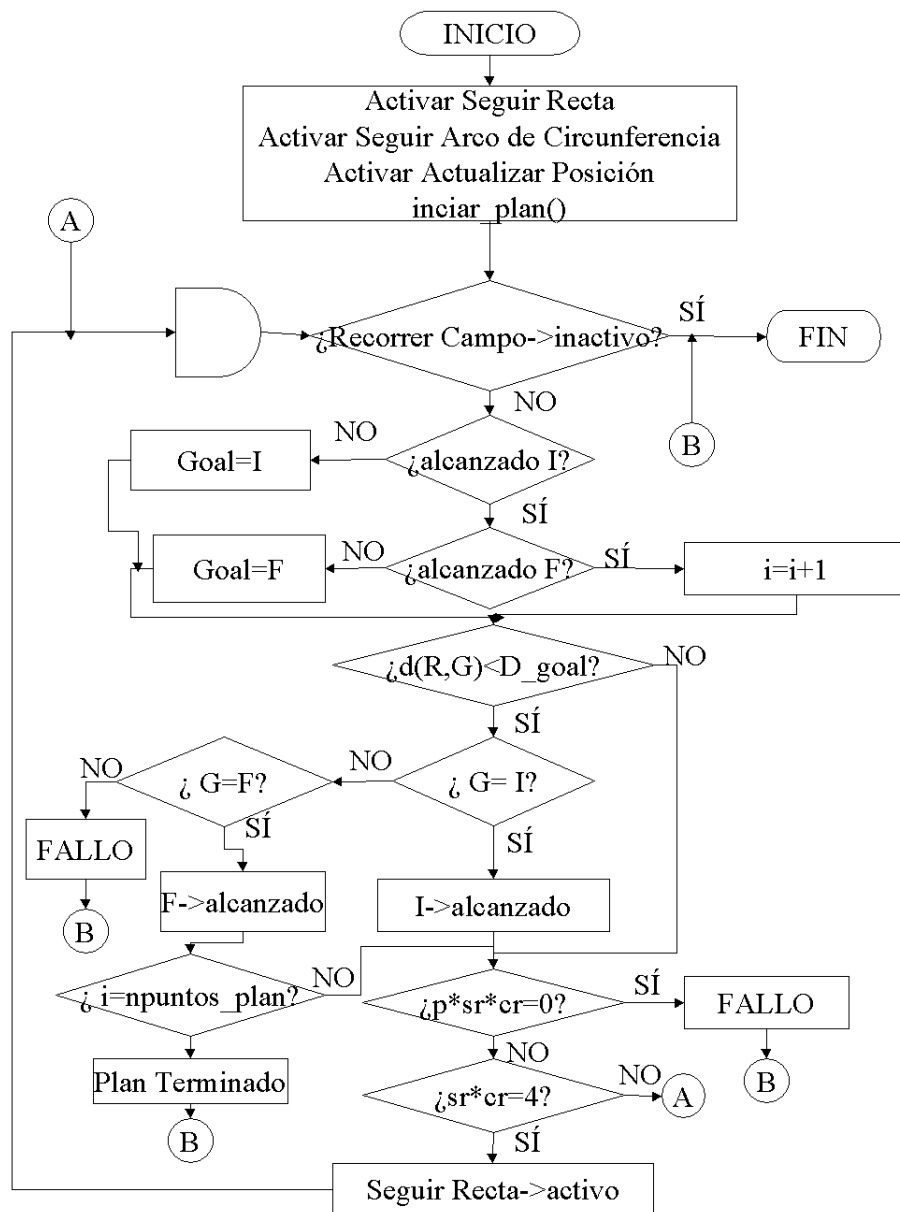 INICIO
Activar Seguir Recta
Activar Seguir Arco de Circunferencia
Activar Actualizar Posición
inciar_plan()
A
¿Recorrer Campo->inactivo?
SÍ
FIN
NO
B
Goal=I
NO
¿alcanzado I?
SÍ
Goal=F
NO
¿alcanzado F?
SÍ
i=i+1
¿d(R,G)<D_goal?
NO
SÍ
NO
¿ G=F?
NO
¿ G= I?
SÍ
SÍ
FALLO
F->alcanzado
I->alcanzado
B
¿ i=npuntos_plan?
NO
¿p*sr*cr=0?
SÍ
FALLO
NO
Plan Terminado
¿sr*cr=4?
NO
A
B
B
SÍ
Seguir Recta->activo